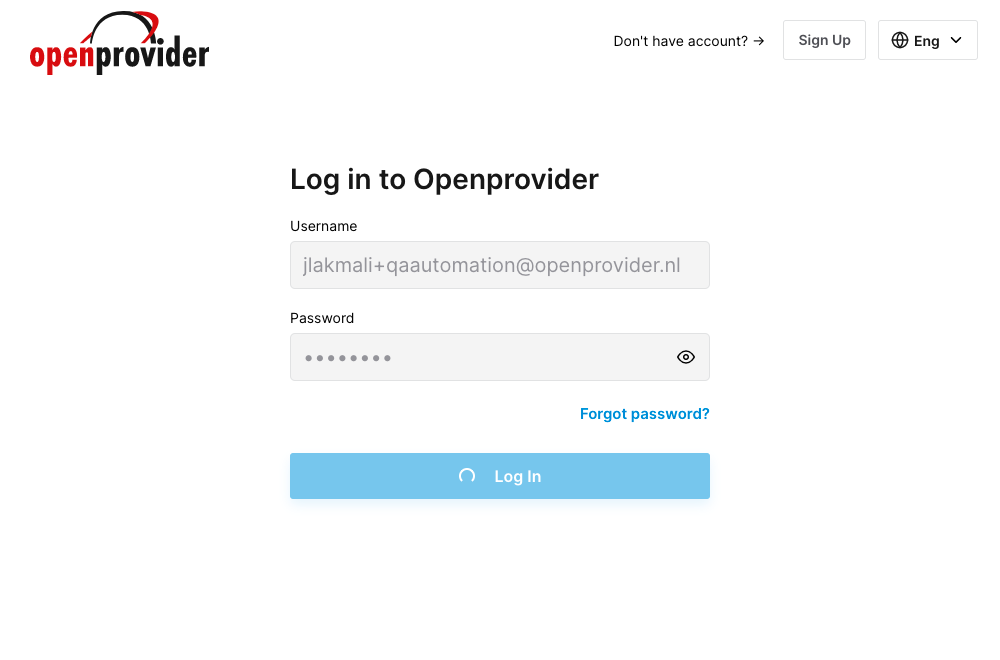 openprovider
Don't have account? → Sign Up Eng
Log in to Openprovider
Username
jlakmali+qaautomation@openprovider.nl
Password
••••••••
Forgot password?
Log In